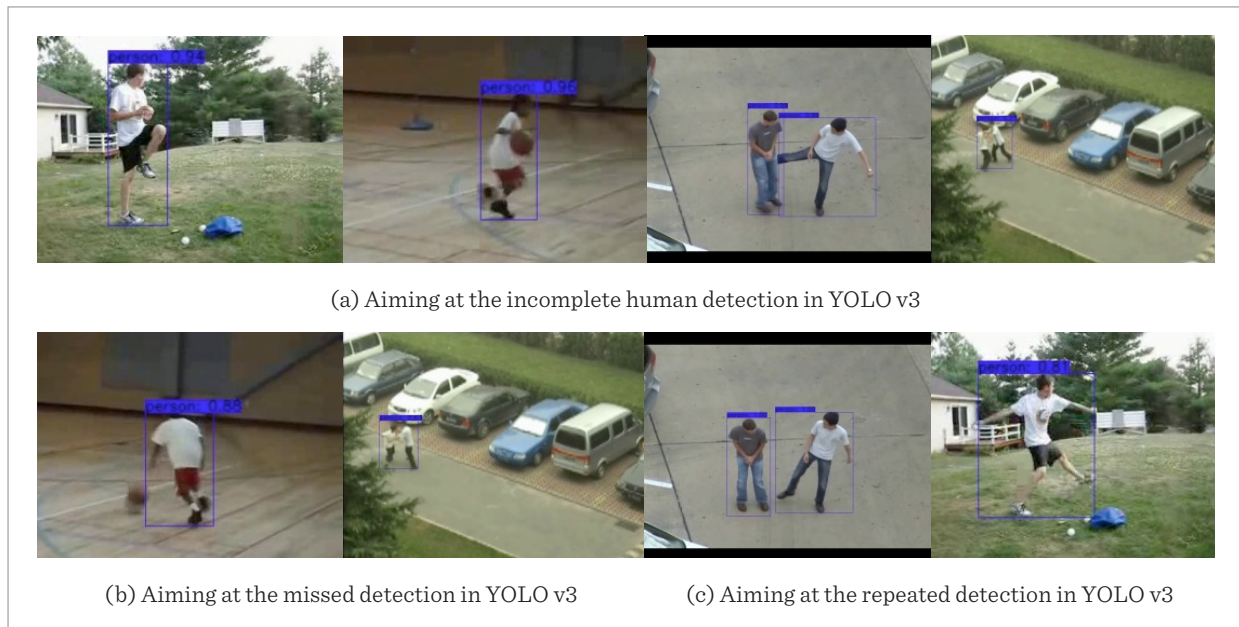 person: 0.94
person: 0.96
(a) Aiming at the incomplete human detection in YOLO v3
person: 0.88
person: 0.81
(b) Aiming at the missed detection in YOLO v3
(c) Aiming at the repeated detection in YOLO v3